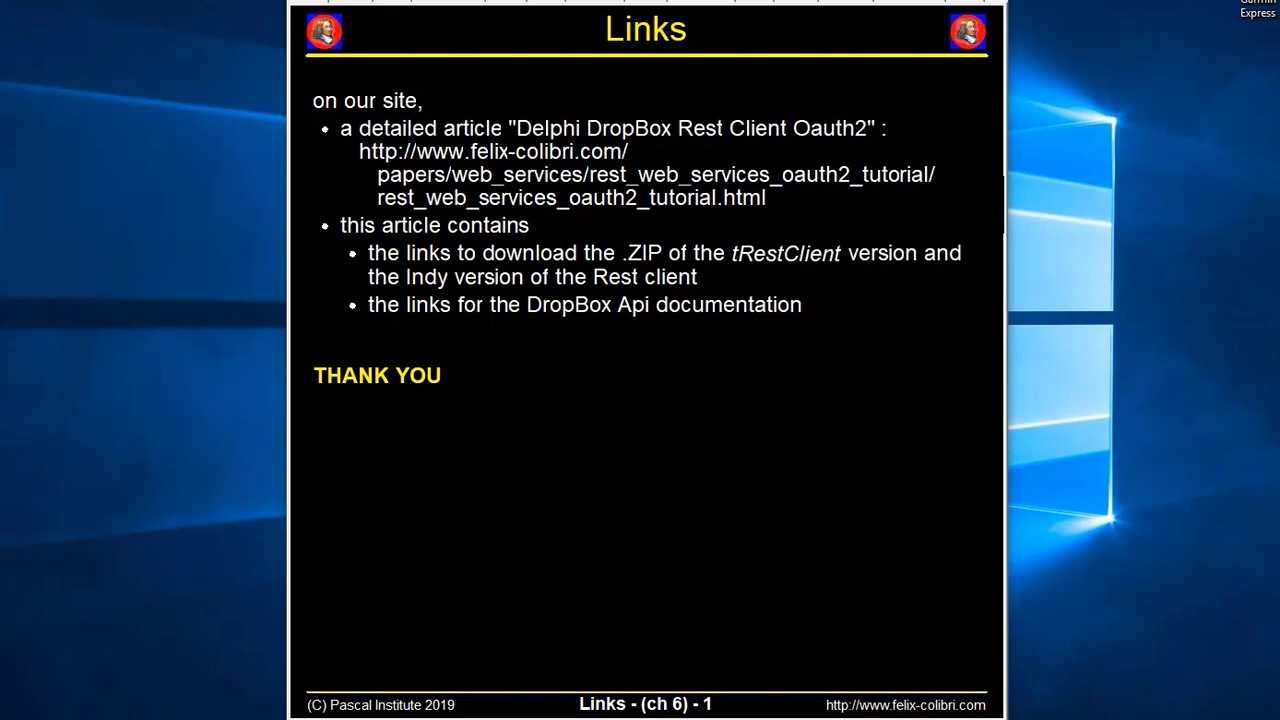 Garmin
Express
Links
on our site,
• a detailed article "Delphi DropBox Rest Client Oauth2" :
http://www.felix-colibri.com/
papers/web_services/rest_web_services_oauth2_tutorial/
rest_web_services_oauth2_tutorial.html
• this article contains
• the links to download the .ZIP of the tRestClient version and
the Indy version of the Rest client
• the links for the DropBox Api documentation
THANK YOU
(C) Pascal Institute 2019
Links - (ch 6) - 1
http://www.felix-colibri.com